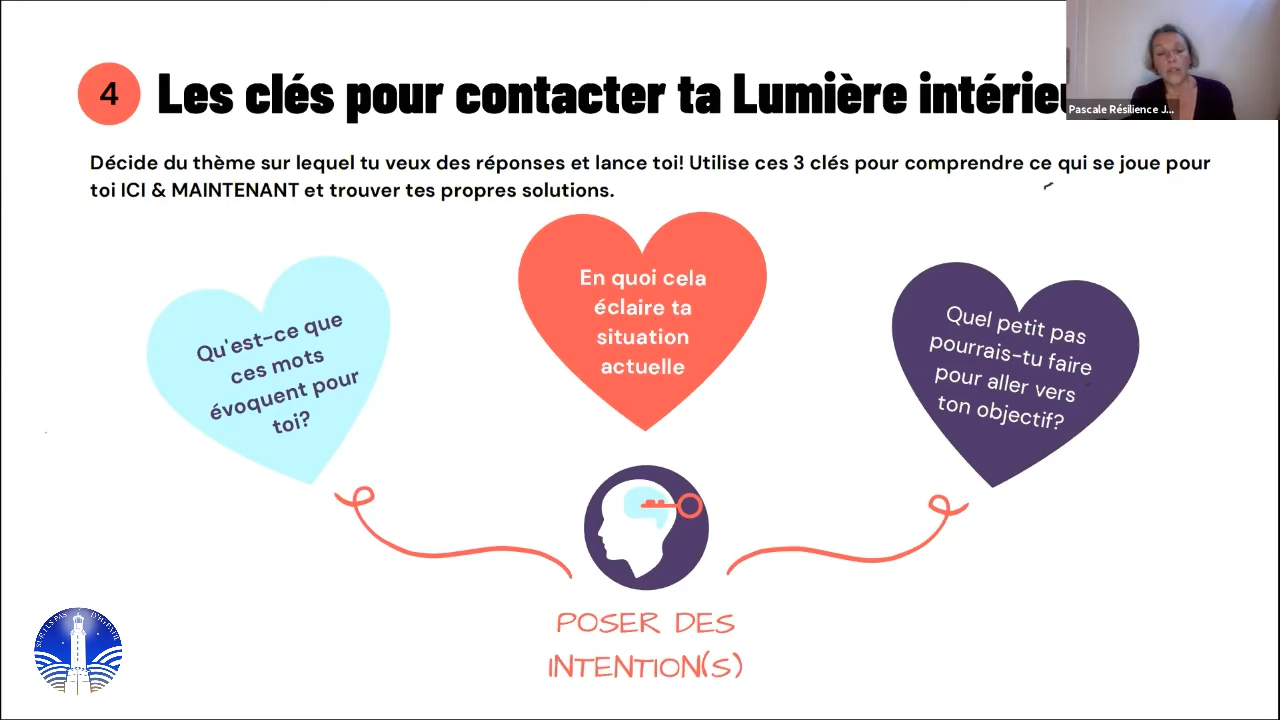 4
Les clés pour contacter ta Lumière intérieu
Pascale Résilience J...
Décide du thème sur lequel tu veux des réponses et lance toi! Utilise ces 3 clés pour comprendre ce qui se joue pour
toi ICI & MAINTENANT et trouver tes propres solutions.
Qu'est-ce que
ces mots
évoquent pour
toi?
En quoi cela
éclaire ta
situation
actuelle
Quel petit pas
pourrais-tu faire
pour aller vers
ton objectif?
POSER DES
INTENTION(S)